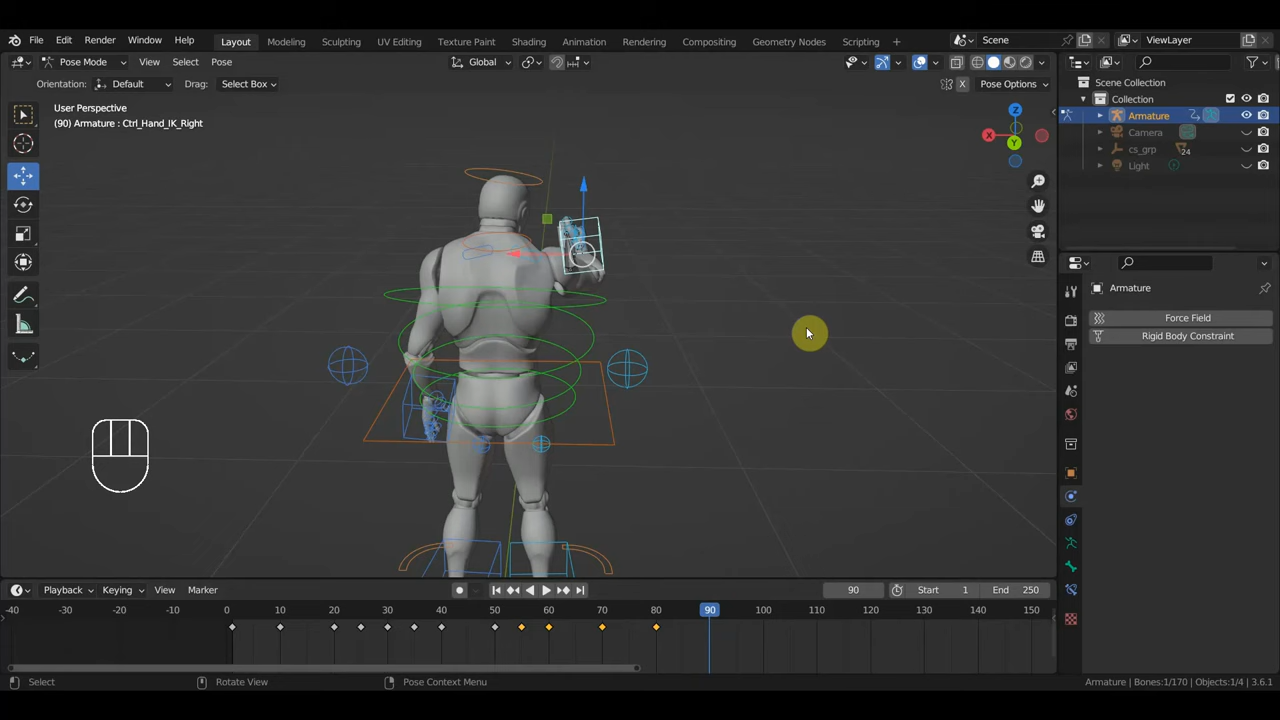 File Edit Render Window Help Layout Modeling Sculpting UV Editing Texture Paint Shading Animation Rendering Compositing Geometry Nodes Scripting + Scene ViewLayer
Pose Mode View Select Pose Global
Orientation: Default Drag: Select Box X Pose Options
User Perspective
(90) Armature : Ctrl_Hand_IK_Right
Z
X
Y
Scene Collection
Collection
Armature
Camera
cs_grp 24
Light
Armature
Force Field
Rigid Body Constraint
Playback Keying View Marker 90 Start 1 End 250
-40 -30 -20 -10 0 10 20 30 40 50 60 70 80 90 100 110 120 130 140 150
Select Rotate View Pose Context Menu Armature | Bones:1/170 | Objects:1/4 | 3.6.1